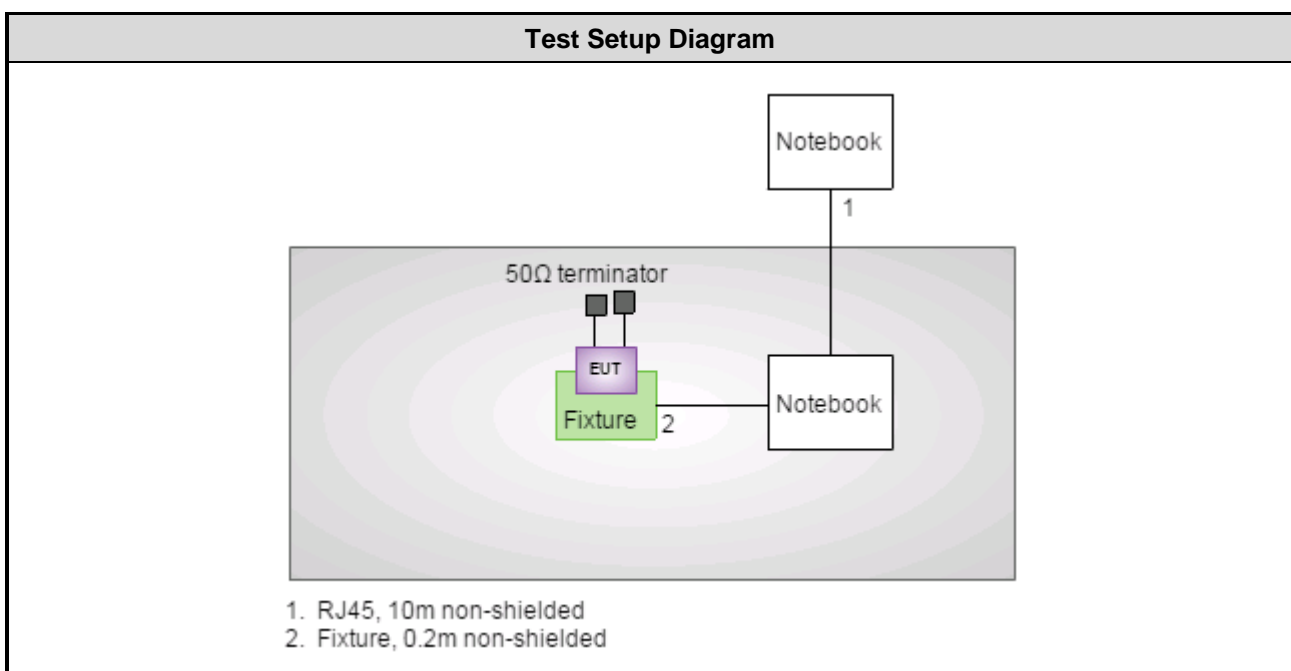 Test Setup Diagram
Notebook
1
50Ω terminator
EUT
Fixture
2
Notebook
1. RJ45, 10m non-shielded
2. Fixture, 0.2m non-shielded